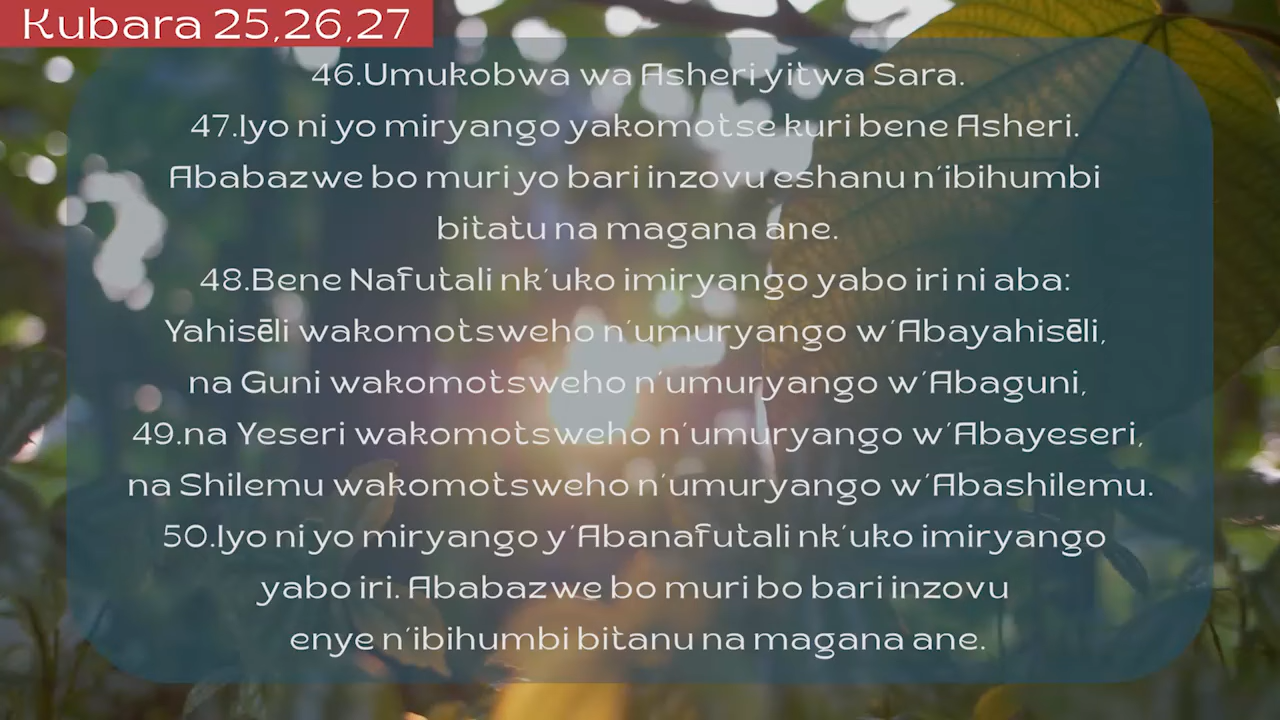 Kubara 25,26,27
46.Umukobwa wa Asheri yitwa Sara.
47.Iyo ni yo miryango yakomotse kuri bene Asheri.
Ababazwe bo muri yo bari inzovu eshanu n'ibihumbi
bitatu na magana ane.
48.Bene Nafutali nk'uko imiryango yabo iri ni aba:
Yahisēli wakomotsweho n'umuryango w'Abayahisēli,
na Guni wakomotsweho n'umuryango w'Abaguni,
49.na Yeseri wakomotsweho n'umuryango w'Abayeseri,
na Shilemu wakomotsweho n'umuryango w'Abashilemu.
50.Iyo ni yo miryango y'Abanafutali nk'uko imiryango
yabo iri. Ababazwe bo muri bo bari inzovu
enye n'ibihumbi bitanu na magana ane.